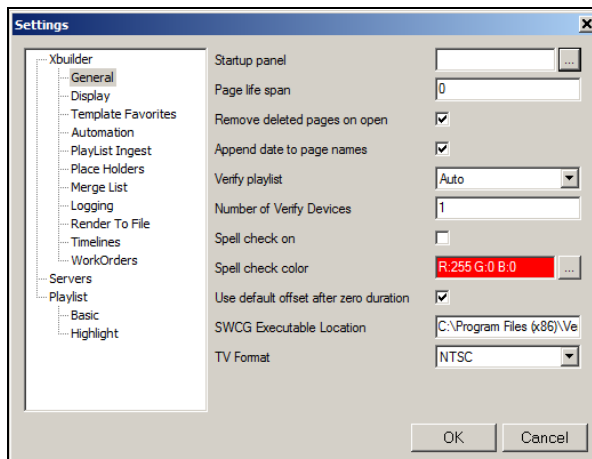 Settings
Xbuilder
General
Display
Template Favorites
Automation
PlayList Ingest
Place Holders
Merge List
Logging
Render To File
Timelines
WorkOrders
Servers
Playlist
Basic
Highlight
Startup panel ...
Page life span 0
Remove deleted pages on open
Append date to page names
Verify playlist Auto
Number of Verify Devices 1
Spell check on
Spell check color R:255 G:0 B:0 ...
Use default offset after zero duration
SWCG Executable Location C:\Program Files (x86)\Ve
TV Format NTSC
OK Cancel